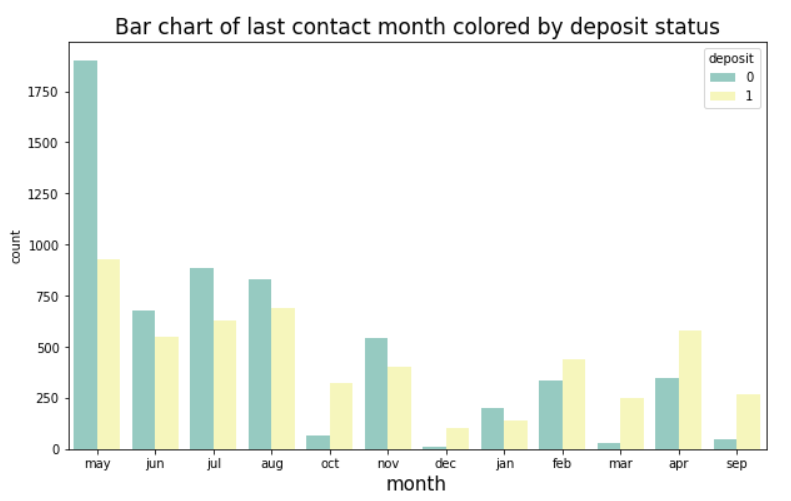 Bar chart of last contact month colored by deposit status
deposit
0
1
count
1750
1500
1250
1000
750
500
250
0
may jun jul aug oct nov dec jan feb mar apr sep
month